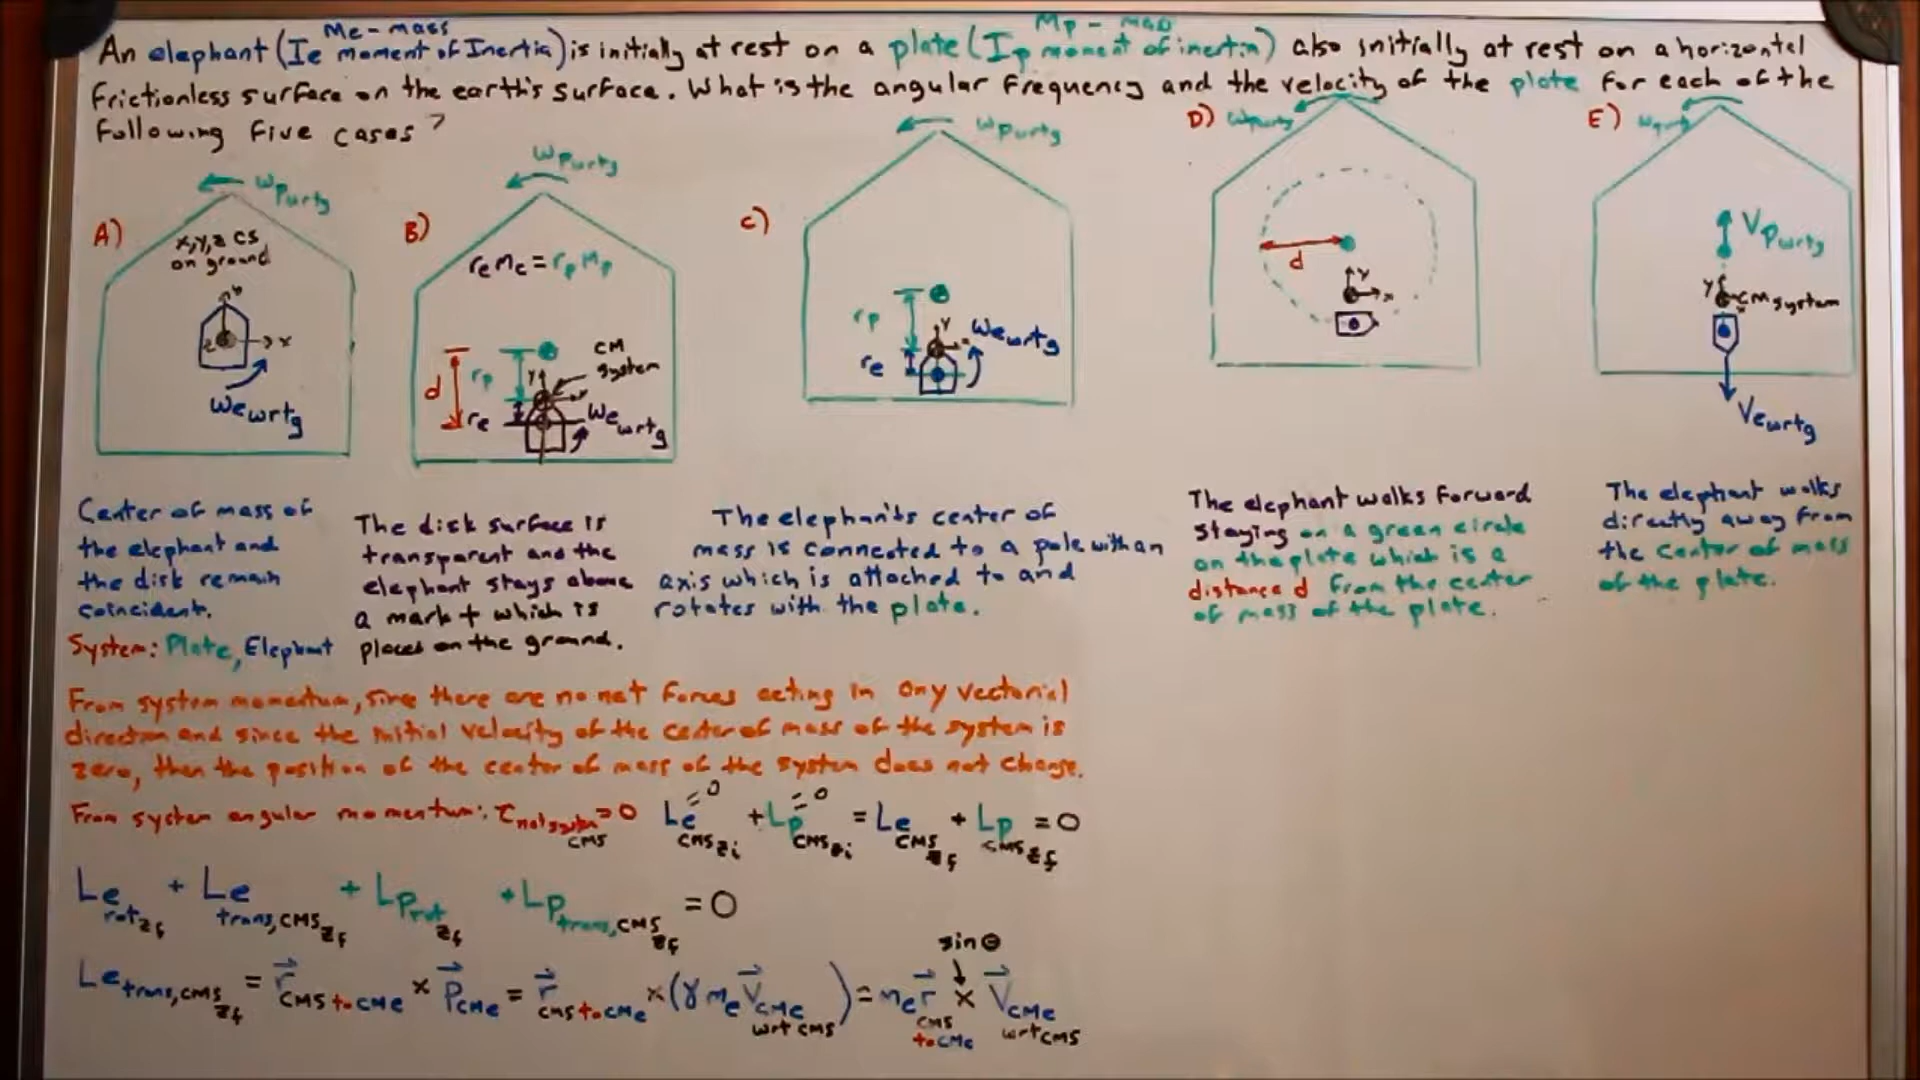 Me - mass
Mp - mass
An elephant (Ie moment of Inertia) is initially at rest on a plate (Ip moment of inertia) also initially at rest on a horizontal
frictionless surface on the earth's surface. What is the angular frequency and the velocity of the plate for each of the
following five cases?
A)
ωpwrtg
x,y,z CS
on ground
y
z
x
ωewrtg
B)
ωpwrtg
reme = rpMp
d
rp
re
CM
system
y
ωewrtg
C)
ωpwrtg
rp
re
y
ωewrtg
D)
ωpwrtg
d
y
x
E)
ωpwrtg
Vpwrtg
y
CM system
Vewrtg
Center of mass of
the elephant and
the disk remain
coincident.
System: Plate, Elephant
The disk surface is
transparent and the
elephant stays above
a mark + which is
places on the ground.
The elephants center of
mass is connected to a pole with an
axis which is attached to and
rotates with the plate.
The elephant walks forward
staying on a green circle
on the plate which is a
distance d from the center
of mass of the plate.
The elephant walks
directly away from
the center of mass
of the plate.
From system momentum, since there are no net forces acting in any vectorial
direction and since the initial velocity of the center of mass of the system is
zero, then the position of the center of mass of the system does not change.
From system angular momentum: τnet system CMS = 0 Le CMS zi = 0 + Lp CMS zi = 0 = Le CMS zf + Lp CMS zf = 0
Le rot zf + Le trans, CMS zf + Lp rot zf + Lp trans, CMS zf = 0
sin Θ
Le trans, CMS zf = r⃗ CMS to CMe × p⃗ CMe = r⃗ CMS to CMe × (γ me V⃗ CMe wrt CMS) = me r⃗ CMS to CMe × V⃗ CMe wrt CMS